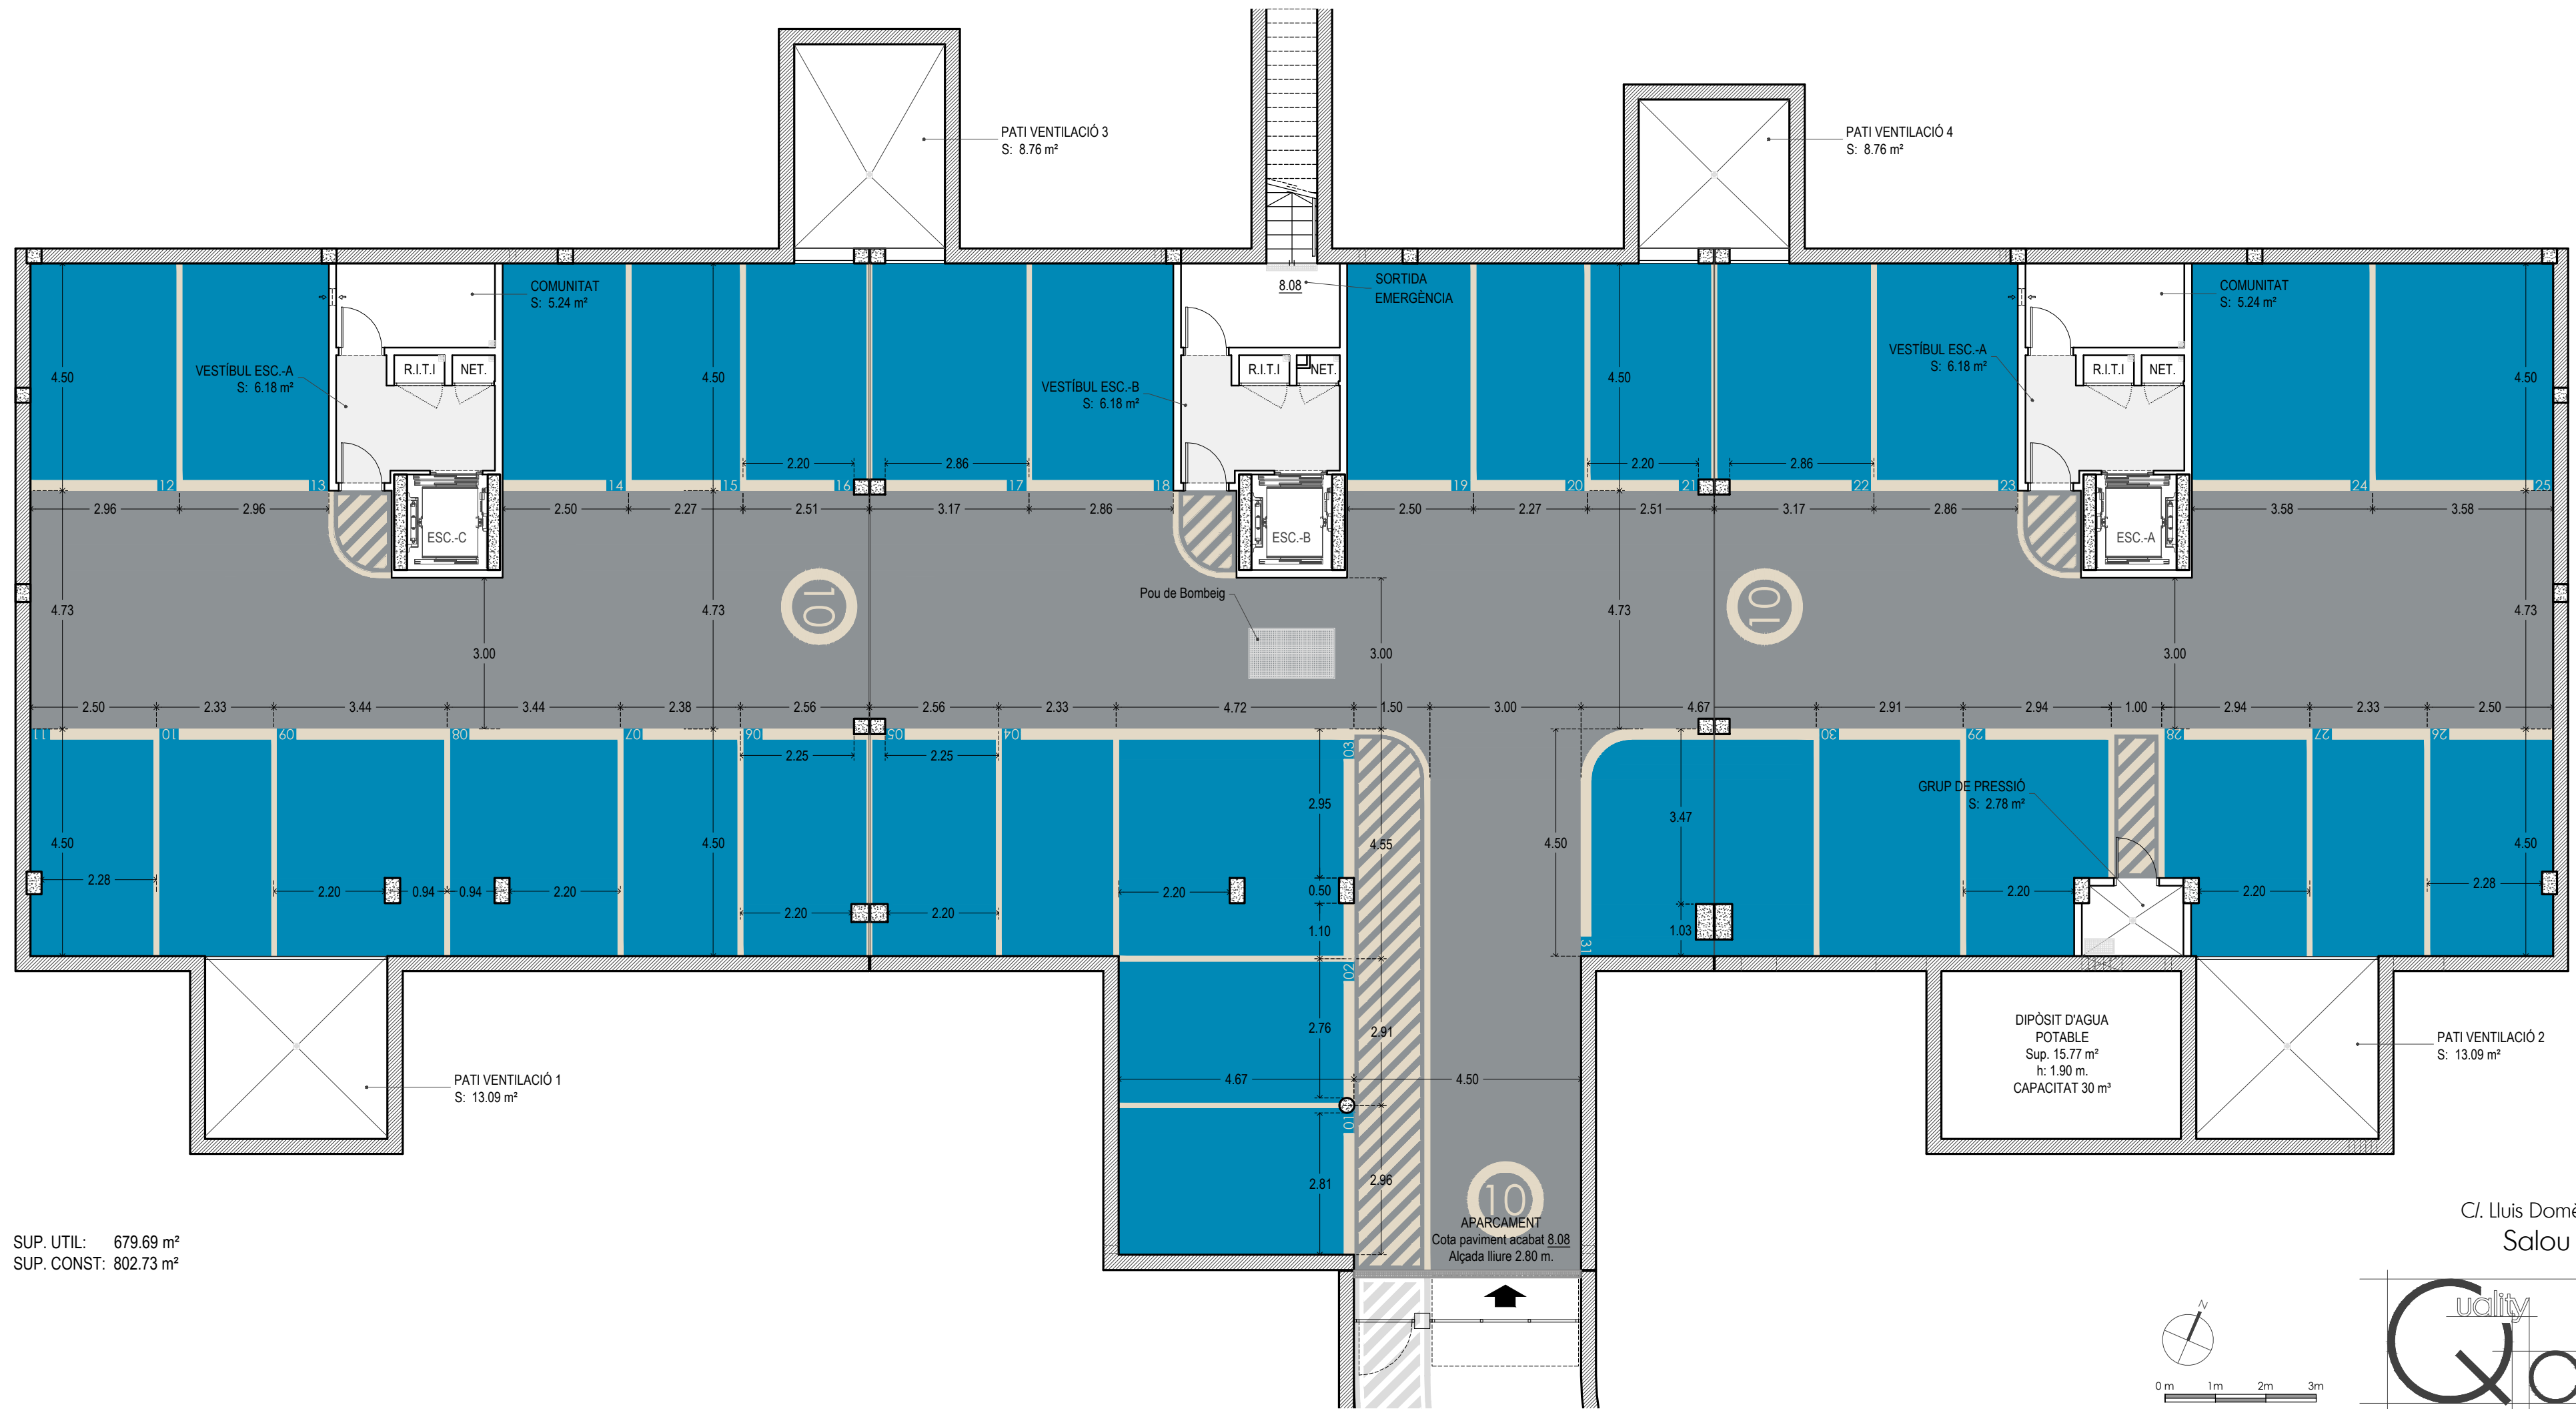 PATI VENTILACIÓ 3
S: 8.76 m²
PATI VENTILACIÓ 4
S: 8.76 m²
COMUNITAT
S: 5.24 m²
8.08
SORTIDA
EMERGÈNCIA
COMUNITAT
S: 5.24 m²
VESTÍBUL ESC.-A
S: 6.18 m²
R.I.T.I
NET.
VESTÍBUL ESC.-B
S: 6.18 m²
R.I.T.I
NET.
VESTÍBUL ESC.-A
S: 6.18 m²
R.I.T.I
NET.
4.50
4.50
4.50
4.50
2.20
2.86
2.20
2.86
12
13
14
15
16
17
18
19
20
21
22
23
24
25
2.96
2.96
2.50
2.27
2.51
3.17
2.86
2.50
2.27
2.51
3.17
2.86
3.58
3.58
ESC.-C
ESC.-B
ESC.-A
10
Pou de Bombeig
10
4.73
4.73
4.73
4.73
3.00
3.00
3.00
2.50
2.33
3.44
3.44
2.38
2.56
2.56
2.33
4.72
1.50
3.00
4.67
2.91
2.94
1.00
2.94
2.33
2.50
11
10
09
08
07
06
05
04
03
30
29
28
27
26
2.25
2.25
2.95
3.47
GRUP DE PRESSIÓ
S: 2.78 m²
4.50
4.50
4.55
4.50
4.50
2.28
2.20
0.94
0.94
2.20
2.20
0.50
2.20
2.20
2.28
2.20
2.20
1.10
1.03
31
02
2.76
2.91
4.67
4.50
01
2.81
2.96
PATI VENTILACIÓ 1
S: 13.09 m²
DIPÒSIT D'AGUA
POTABLE
Sup. 15.77 m²
h: 1.90 m.
CAPACITAT 30 m³
PATI VENTILACIÓ 2
S: 13.09 m²
10
APARCAMENT
Cota paviment acabat 8.08
Alçada lliure 2.80 m.
SUP. UTIL: 679.69 m²
SUP. CONST: 802.73 m²
C/. Lluis Domè
Salou
N
0 m 1m 2m 3m
Quality